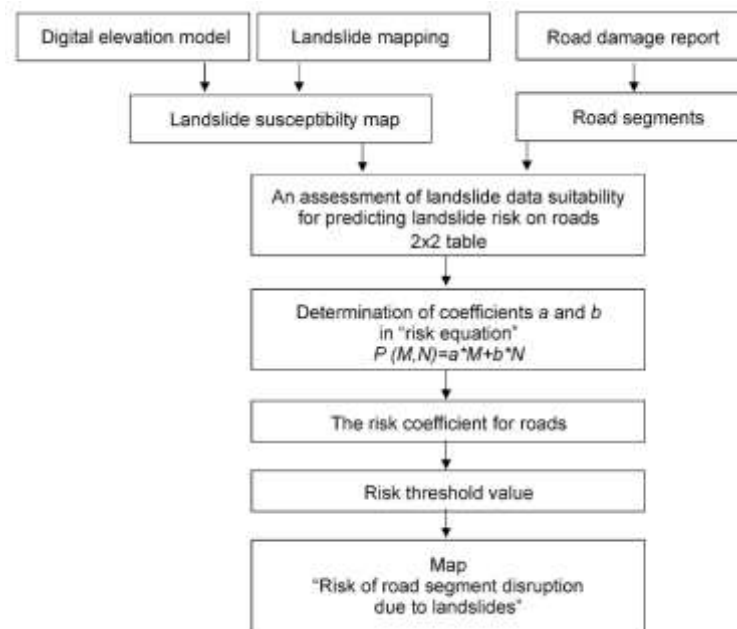 Digital elevation model
Landslide mapping
Road damage report
Landslide susceptibilty map
Road segments
An assessment of landslide data suitability
for predicting landslide risk on roads
2x2 table
Determination of coefficients a and b
in “risk equation”
P (M,N)=a*M+b*N
The risk coefficient for roads
Risk threshold value
Map
“Risk of road segment disruption
due to landslides”